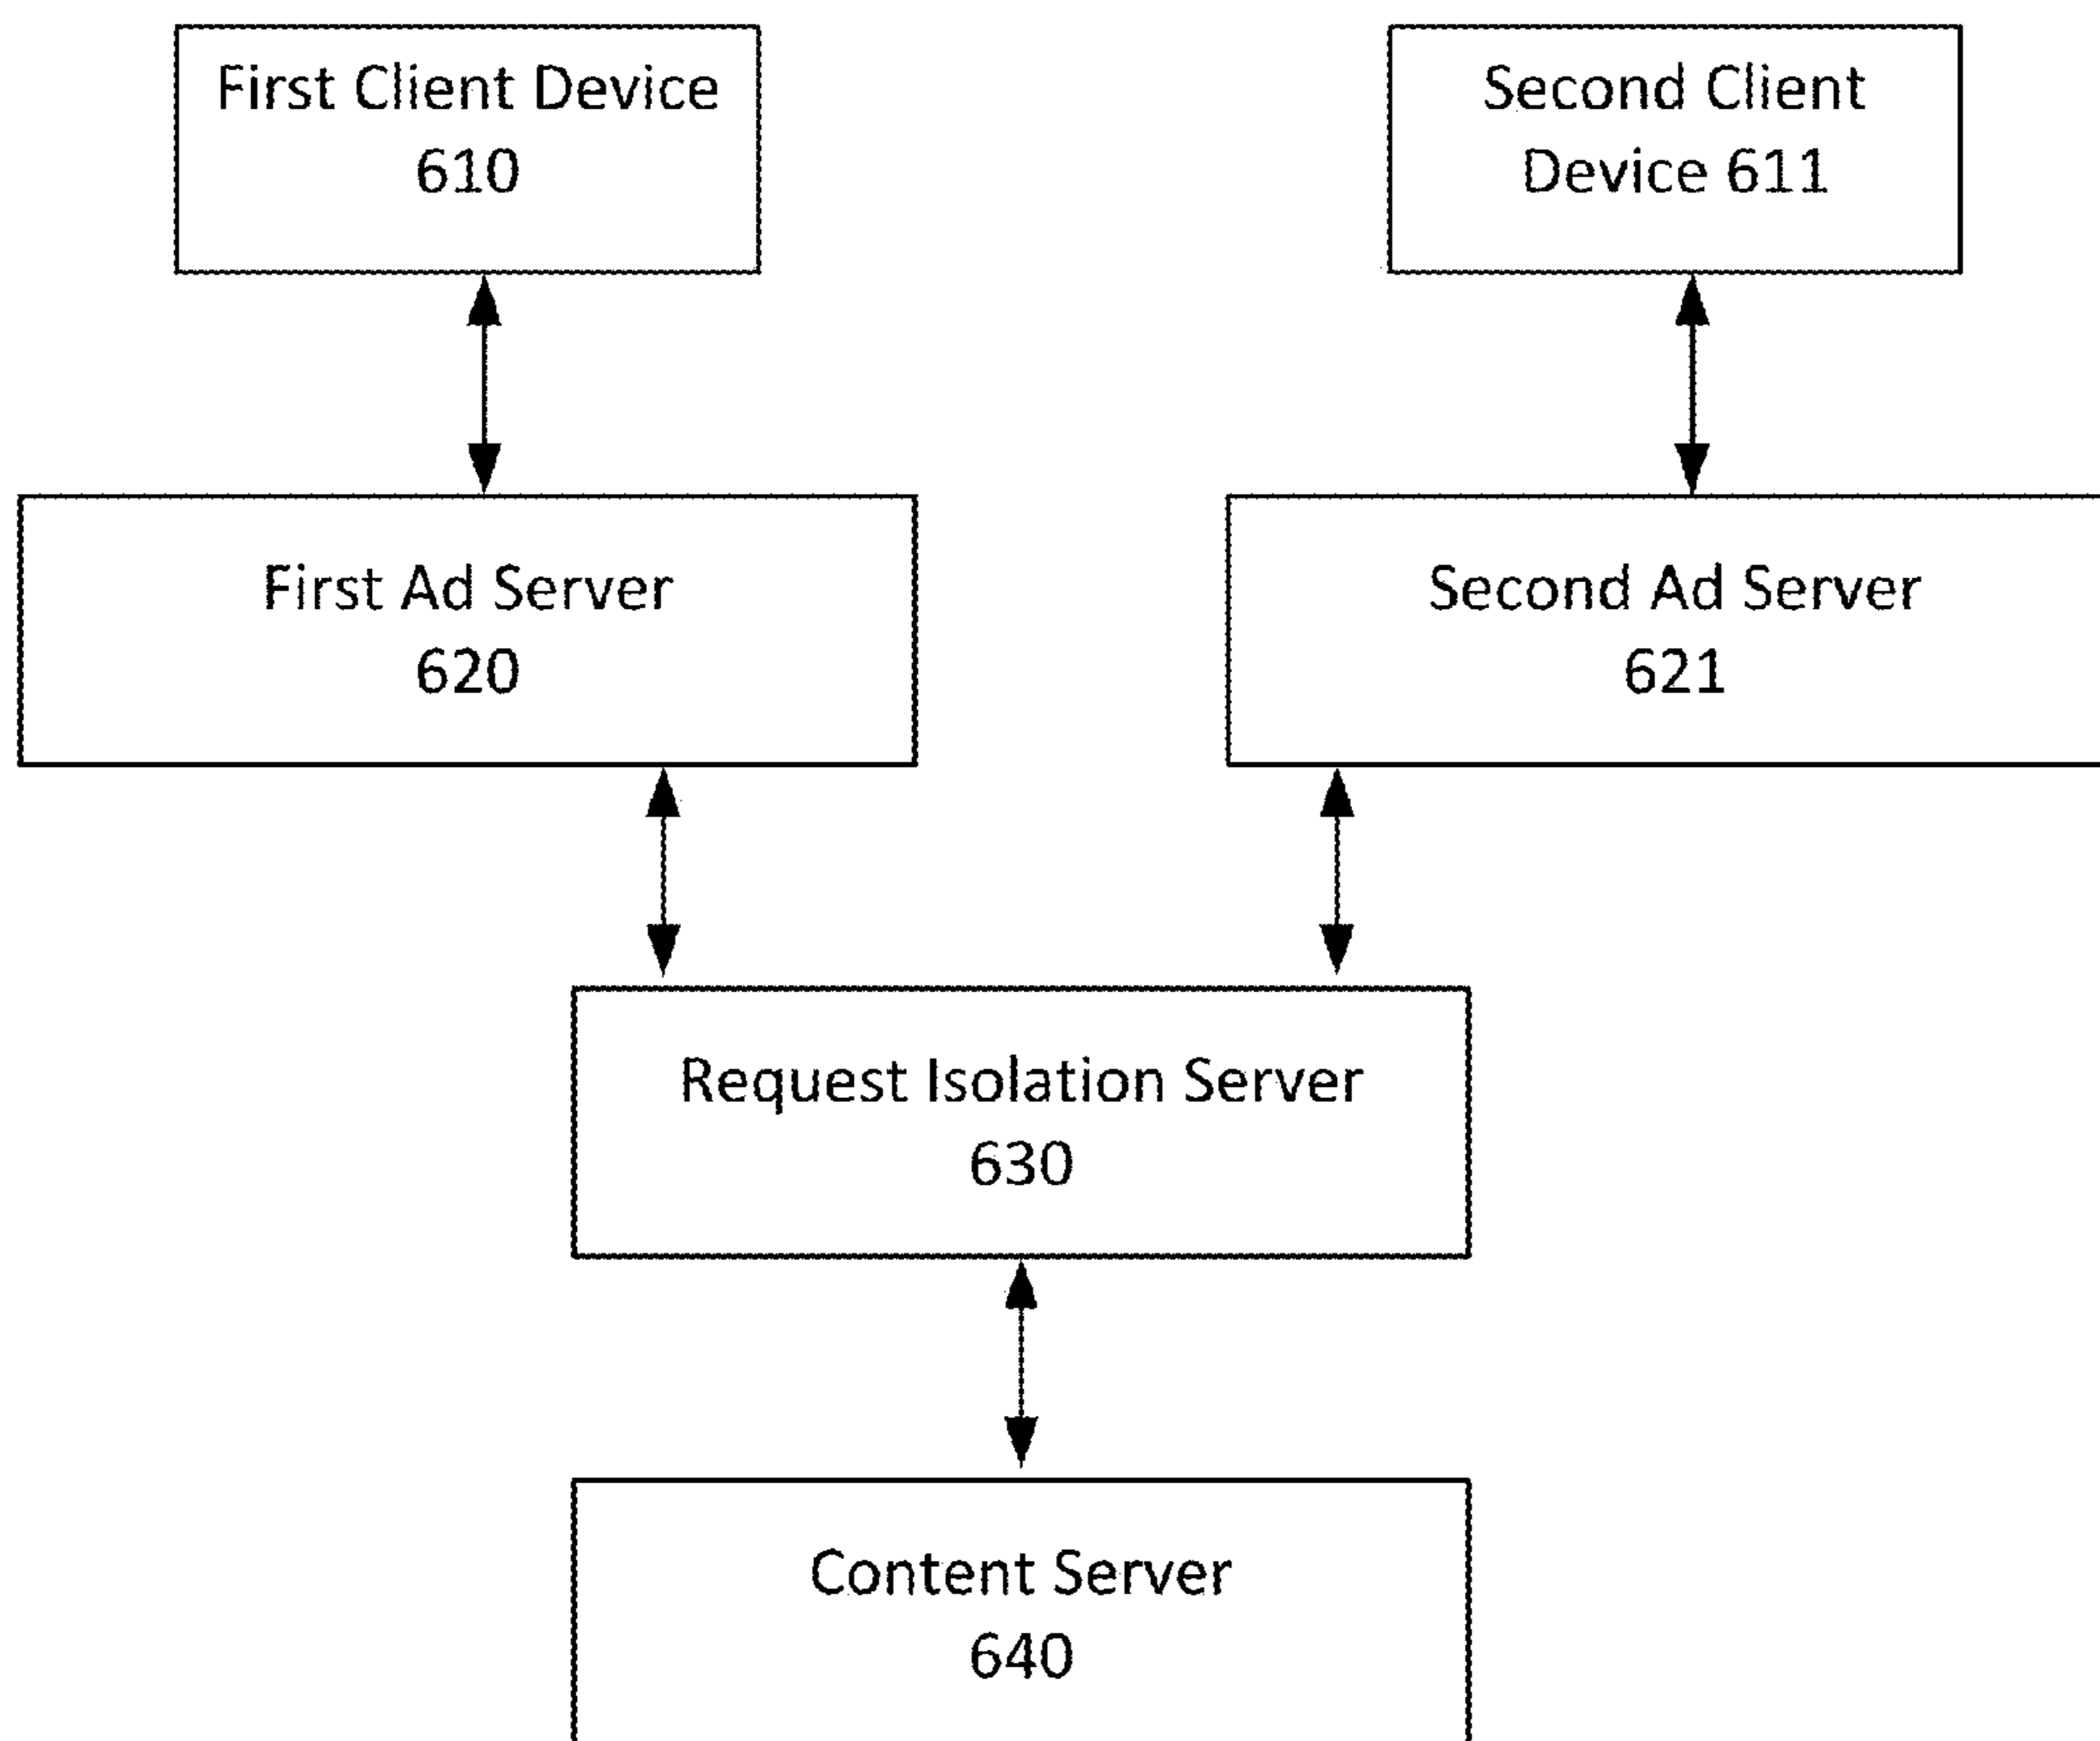 First Client Device
610
Second Client
Device 611
First Ad Server
620
Second Ad Server
621
Request Isolation Server
630
Content Server
640